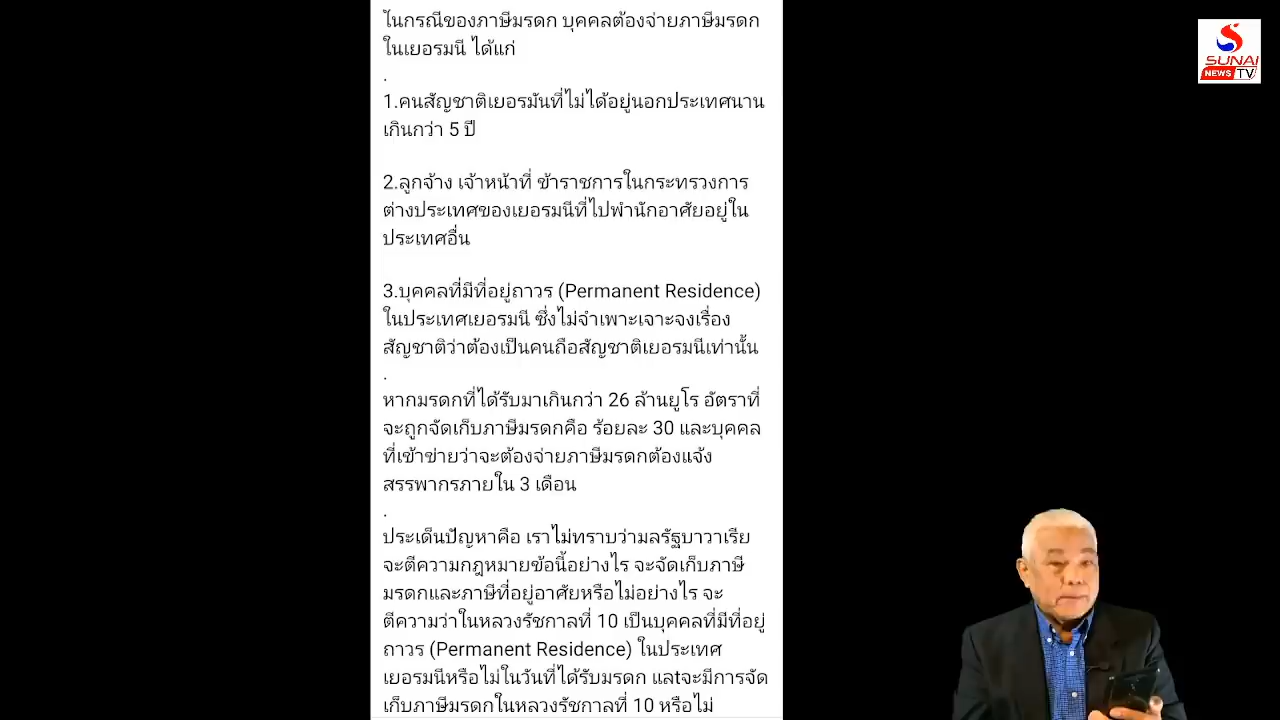 ในกรณีของภาษีมรดก บุคคลต้องจ่ายภาษีมรดก
ในเยอรมนี ได้แก่
.
1.คนสัญชาติเยอรมันที่ไม่ได้อยู่นอกประเทศนาน
เกินกว่า 5 ปี
2.ลูกจ้าง เจ้าหน้าที่ ข้าราชการในกระทรวงการ
ต่างประเทศของเยอรมนีที่ไปพำนักอาศัยอยู่ใน
ประเทศอื่น
3.บุคคลที่มีที่อยู่ถาวร (Permanent Residence)
ในประเทศเยอรมนี ซึ่งไม่จำเพาะเจาะจงเรื่อง
สัญชาติว่าต้องเป็นคนถือสัญชาติเยอรมนีเท่านั้น
.
หากมรดกที่ได้รับมาเกินกว่า 26 ล้านยูโร อัตราที่
จะถูกจัดเก็บภาษีมรดกคือ ร้อยละ 30 และบุคคล
ที่เข้าข่ายว่าจะต้องจ่ายภาษีมรดกต้องแจ้ง
สรรพากรภายใน 3 เดือน
.
ประเด็นปัญหาคือ เราไม่ทราบว่ามลรัฐบาวาเรีย
จะตีความกฎหมายข้อนี้อย่างไร จะจัดเก็บภาษี
มรดกและภาษีที่อยู่อาศัยหรือไม่อย่างไร จะ
ตีความว่าในหลวงรัชกาลที่ 10 เป็นบุคคลที่มีที่อยู่
ถาวร (Permanent Residence) ในประเทศ
เยอรมนีหรือไม่ในวันที่ได้รับมรดก แลtจะมีการจัด
เก็บภาษีมรดกในหลวงรัชกาลที่ 10 หรือไม่
SUNAI
NEWS TV